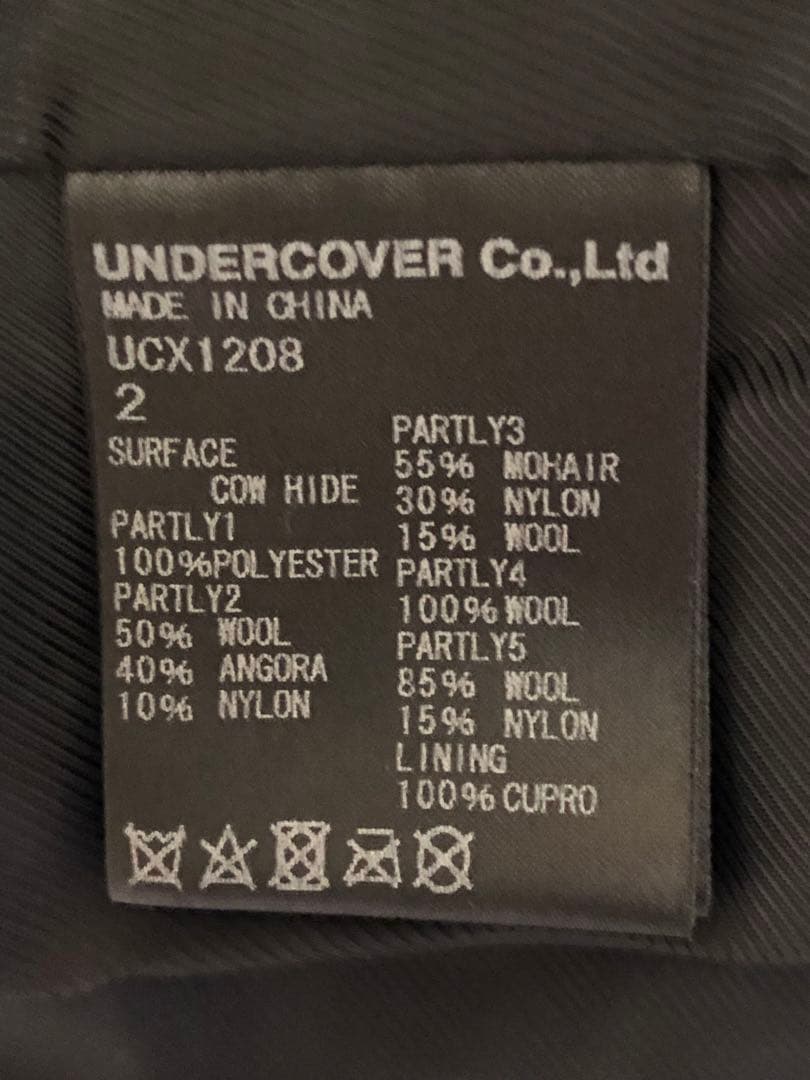 UNDERCOVER Co.,Ltd
MADE IN CHINA
UCX1208
2
SURFACE
COW HIDE
PARTLY1
100%POLYESTER
PARTLY2
50% WOOL
40% ANGORA
10% NYLON
PARTLY3
55% MOHAIR
30% NYLON
15% WOOL
PARTLY4
100%WOOL
PARTLY5
85% WOOL
15% NYLON
LINING
100%CUPRO